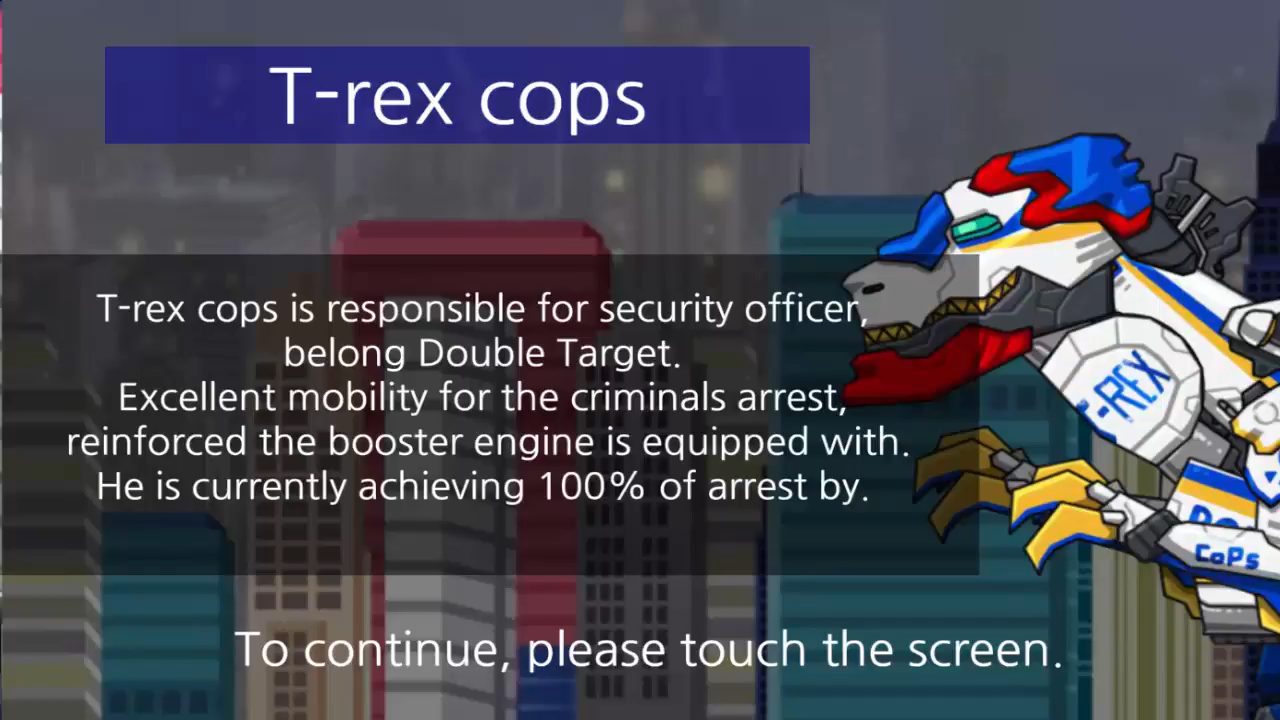 T-rex cops
T-rex cops is responsible for security officer,
belong Double Target.
Excellent mobility for the criminals arrest,
reinforced the booster engine is equipped with.
He is currently achieving 100% of arrest by.
T-REX
CoPs
To continue, please touch the screen.